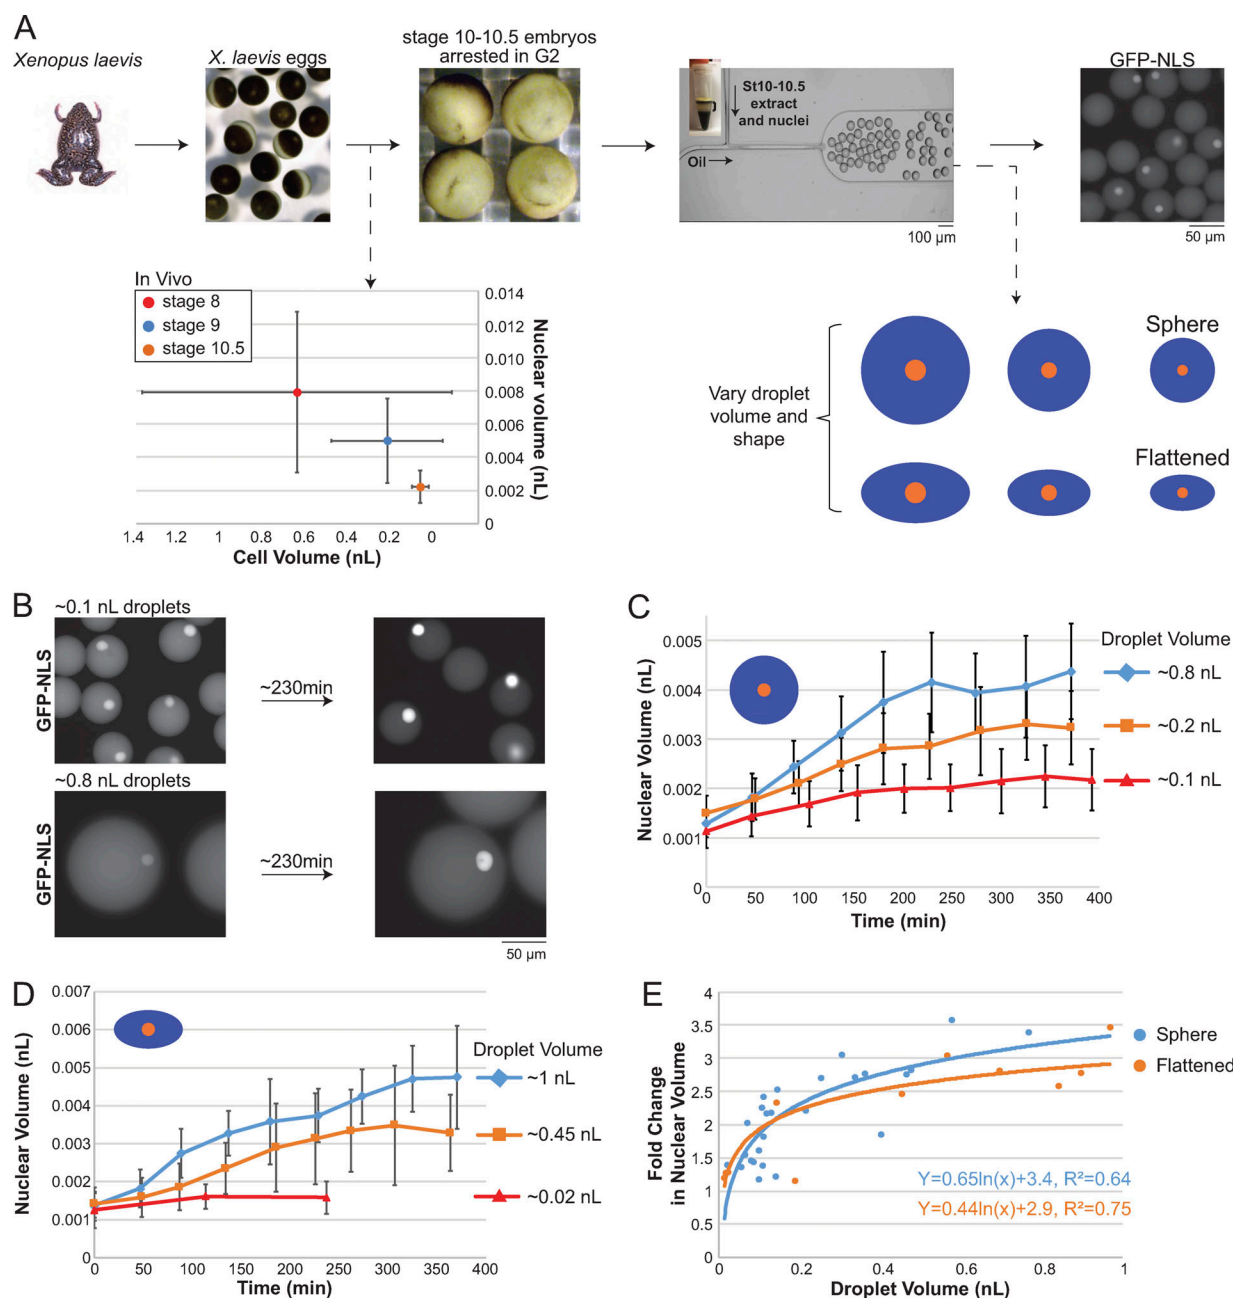 A
Xenopus laevis
X. laevis eggs
stage 10-10.5 embryos
arrested in G2
St10-10.5
extract
and nuclei
Oil
100 µm
GFP-NLS
50 µm
In Vivo
stage 8
stage 9
stage 10.5
0.014
0.012
0.010
0.008
0.006
0.004
0.002
0
Nuclear volume (nL)
1.4 1.2 1 0.8 0.6 0.4 0.2 0
Cell Volume (nL)
Vary droplet
volume and
shape
Sphere
Flattened
B
~0.1 nL droplets
GFP-NLS
~230min
~0.8 nL droplets
GFP-NLS
~230min
50 µm
C
Nuclear Volume (nL)
0.005
0.004
0.003
0.002
0.001
0
0 50 100 150 200 250 300 350 400
Time (min)
Droplet Volume
~0.8 nL
~0.2 nL
~0.1 nL
D
Nuclear Volume (nL)
0.007
0.006
0.005
0.004
0.003
0.002
0.001
0
0 50 100 150 200 250 300 350 400
Time (min)
Droplet Volume
~1 nL
~0.45 nL
~0.02 nL
E
Fold Change
in Nuclear Volume
4
3.5
3
2.5
2
1.5
1
0.5
0
0 0.2 0.4 0.6 0.8 1
Droplet Volume (nL)
Sphere
Flattened
Y=0.65ln(x)+3.4, R²=0.64
Y=0.44ln(x)+2.9, R²=0.75